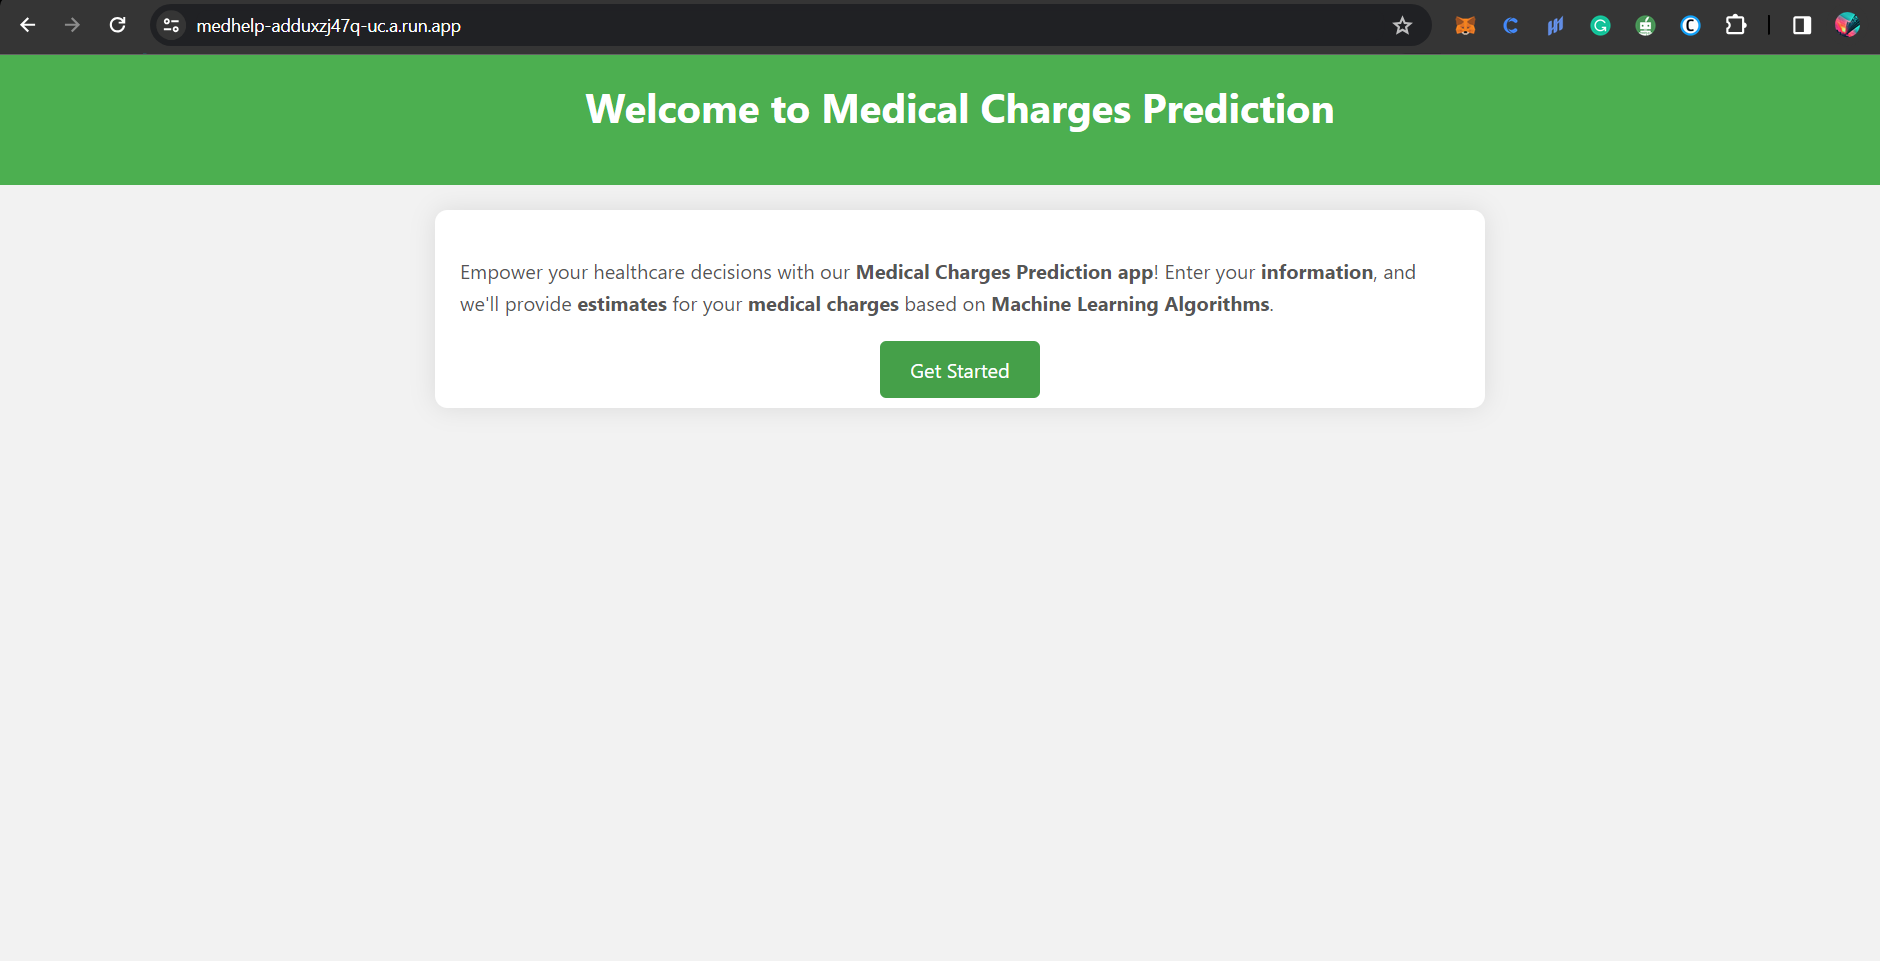 medhelp-adduxzj47q-uc.a.run.app
Welcome to Medical Charges Prediction
Empower your healthcare decisions with our Medical Charges Prediction app! Enter your information, and
we'll provide estimates for your medical charges based on Machine Learning Algorithms.
Get Started